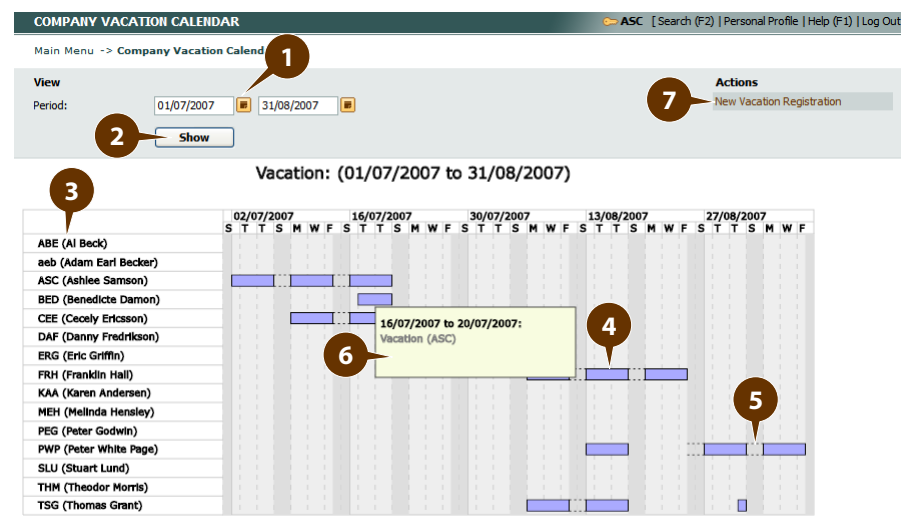 COMPANY VACATION CALENDAR
ASC [ Search (F2) | Personal Profile | Help (F1) | Log Out
Main Menu -> Company Vacation Calend
1
View
Actions
Period: 01/07/2007 31/08/2007
7 New Vacation Registration
2 Show
Vacation: (01/07/2007 to 31/08/2007)
3
02/07/2007 16/07/2007 30/07/2007 13/08/2007 27/08/2007
S T T S M W F S T T S M W F S T T S M W F S T T S M W F S T T S M W F
ABE (Al Beck)
aeb (Adam Earl Becker)
ASC (Ashlee Samson)
BED (Benedicte Damon)
CEE (Cecely Ericsson)
16/07/2007 to 20/07/2007:
4
DAF (Danny Fredrikson)
Vacation (ASC)
ERG (Eric Griffin)
6
FRH (Franklin Hall)
KAA (Karen Andersen)
5
MEH (Melinda Hensley)
PEG (Peter Godwin)
PWP (Peter White Page)
SLU (Stuart Lund)
THM (Theodor Morris)
TSG (Thomas Grant)